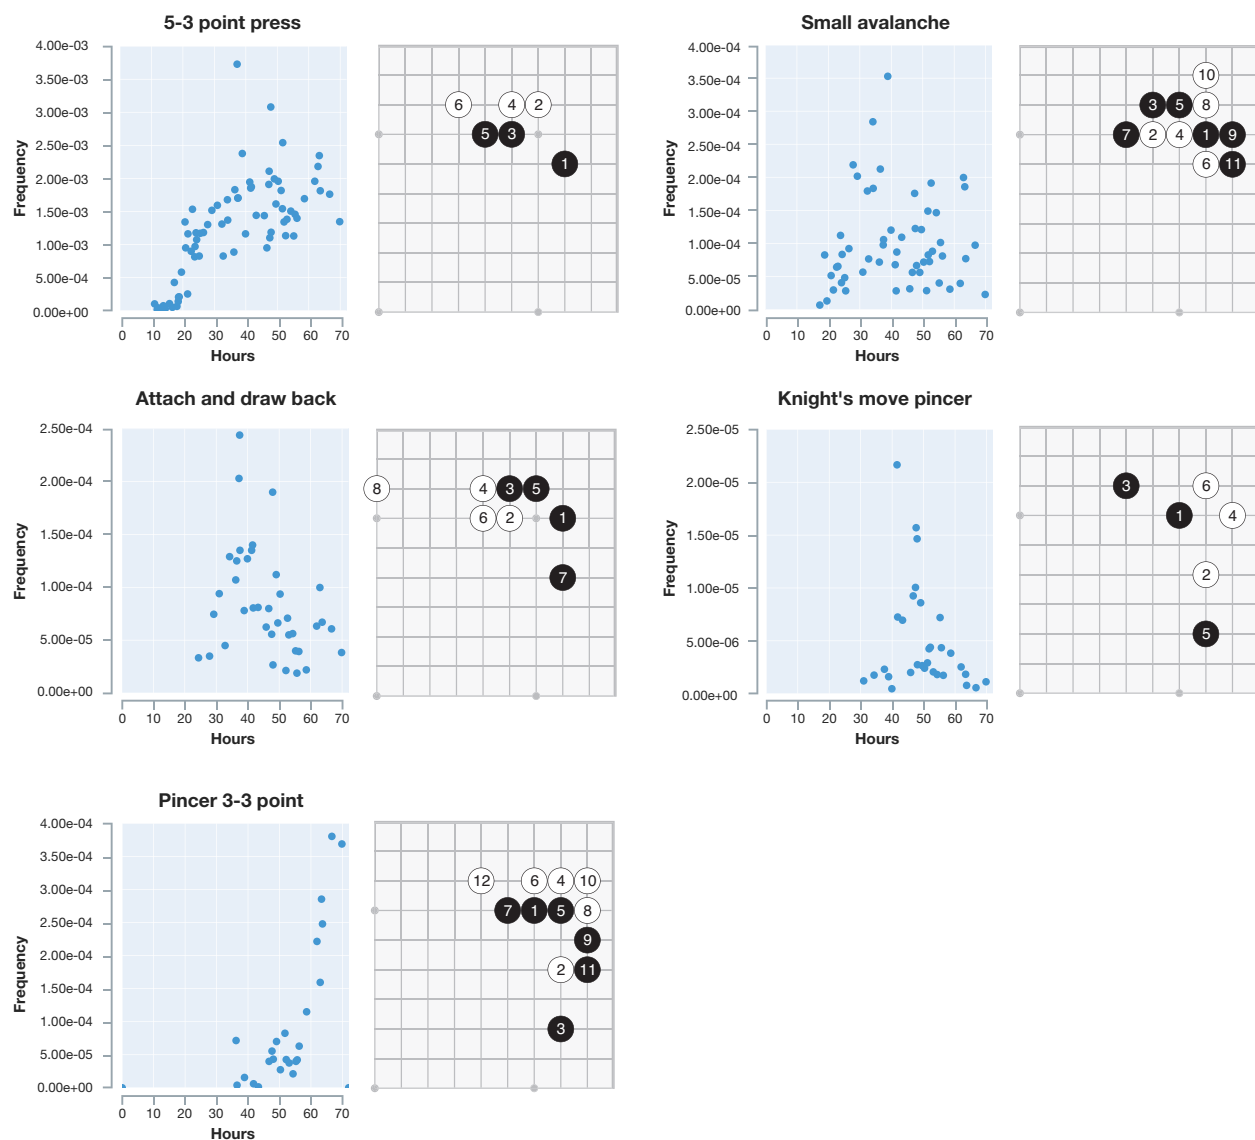 5-3 point press
Small avalanche
4.00e-03
3.50e-03
3.00e-03
2.50e-03
2.00e-03
1.50e-03
1.00e-03
5.00e-04
0.00e+00
Frequency
0 10 20 30 40 50 60 70
Hours
6 4 2
5 3
1
4.00e-04
3.50e-04
3.00e-04
2.50e-04
2.00e-04
1.50e-04
1.00e-04
5.00e-05
0.00e+00
Frequency
0 10 20 30 40 50 60 70
Hours
10
3 5 8
7 2 4 1 9
6 11
Attach and draw back
Knight's move pincer
2.50e-04
2.00e-04
1.50e-04
1.00e-04
5.00e-05
0.00e+00
Frequency
0 10 20 30 40 50 60 70
Hours
8 4 3 5
6 2 1
7
2.50e-05
2.00e-05
1.50e-05
1.00e-05
5.00e-06
0.00e+00
Frequency
0 10 20 30 40 50 60 70
Hours
3 6
1 4
2
5
Pincer 3-3 point
4.00e-04
3.50e-04
3.00e-04
2.50e-04
2.00e-04
1.50e-04
1.00e-04
5.00e-05
0.00e+00
Frequency
0 10 20 30 40 50 60 70
Hours
12 6 4 10
7 1 5 8
9
2 11
3